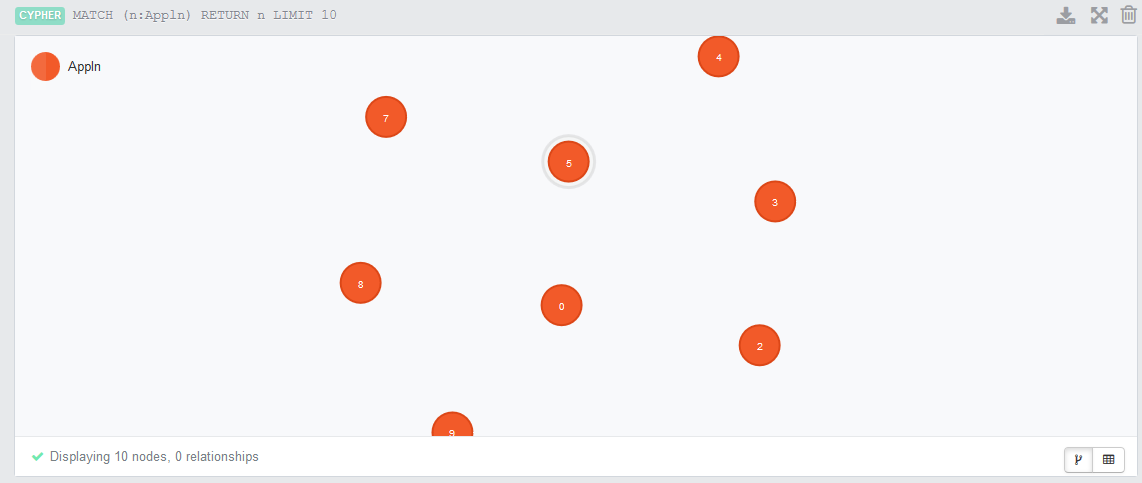 CYPHER MATCH (n:Appln) RETURN n LIMIT 10
Appln
4
7
5
3
8
0
2
9
Displaying 10 nodes, 0 relationships